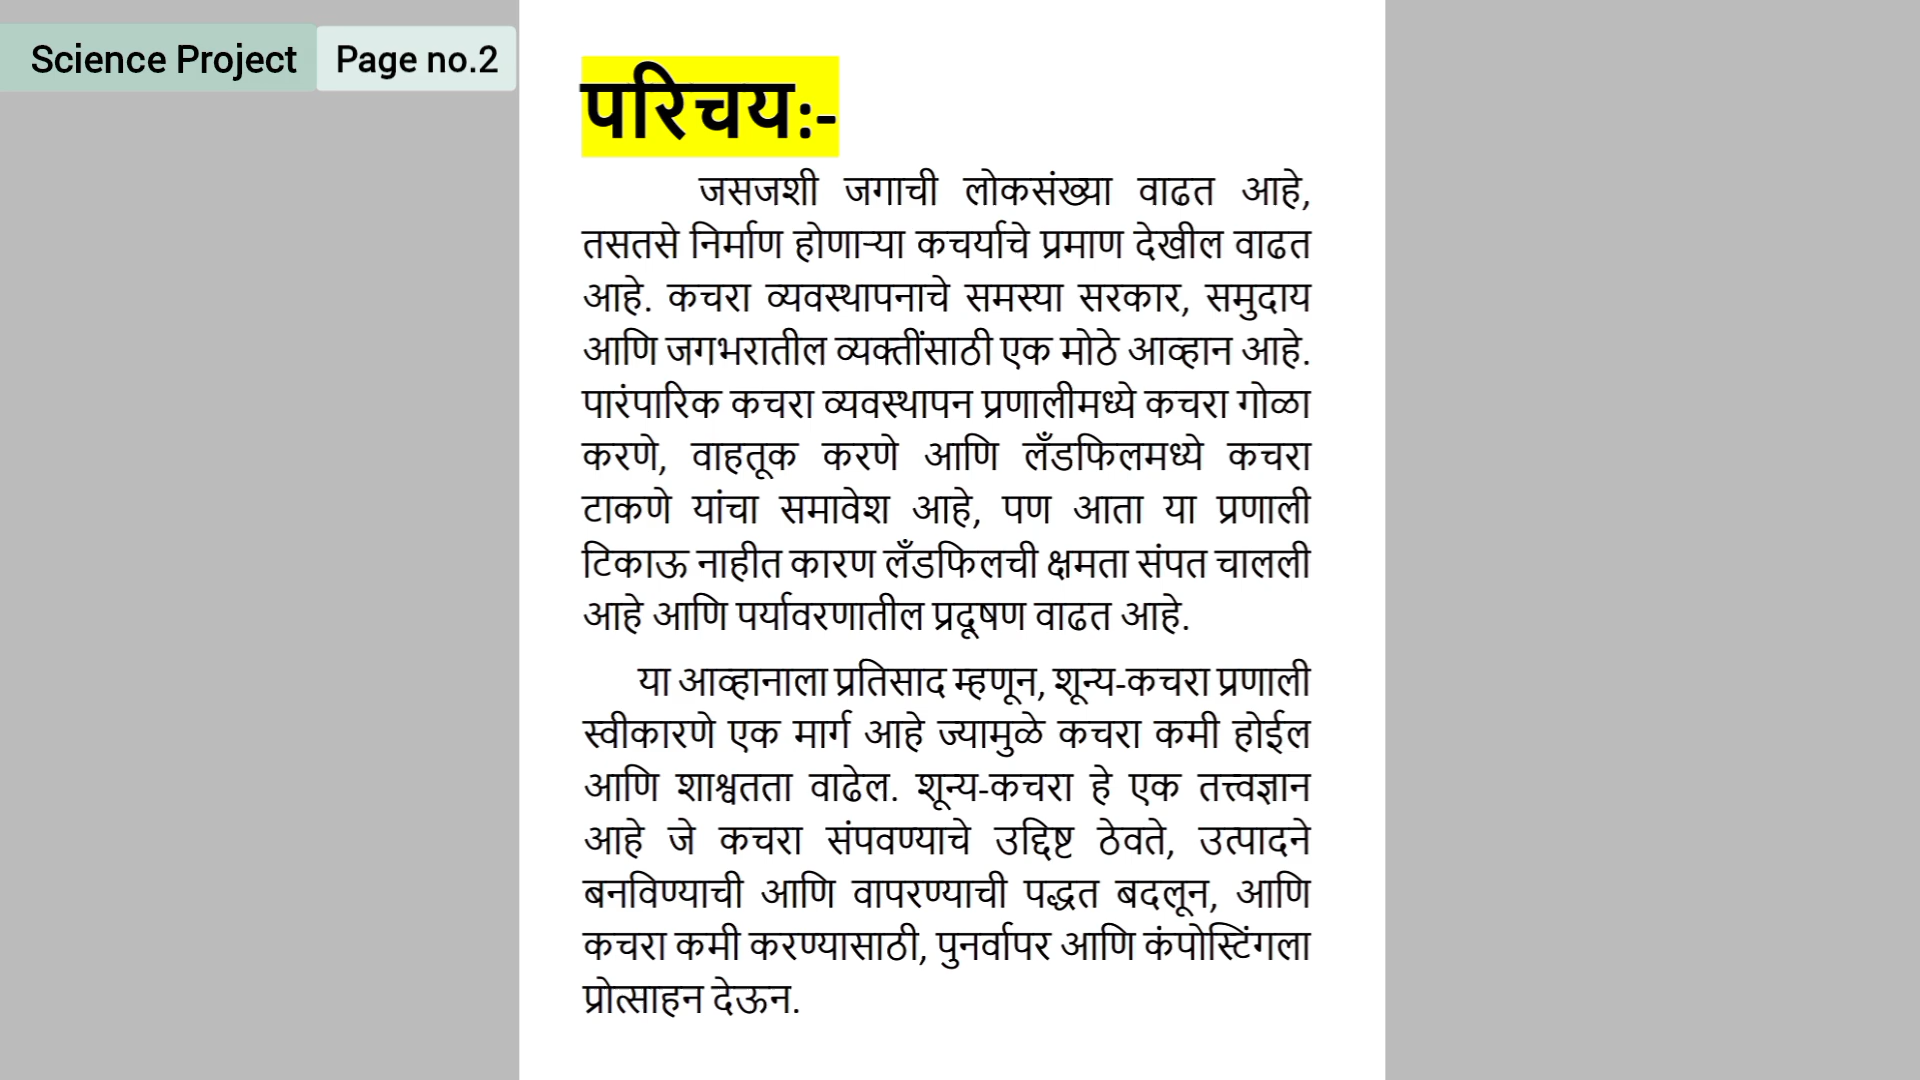 Science Project Page no.2
परिचय:-
जसजशी जगाची लोकसंख्या वाढत आहे,
तसतसे निर्माण होणाऱ्या कचर्याचे प्रमाण देखील वाढत
आहे. कचरा व्यवस्थापनाचे समस्या सरकार, समुदाय
आणि जगभरातील व्यक्तींसाठी एक मोठे आव्हान आहे.
पारंपारिक कचरा व्यवस्थापन प्रणालीमध्ये कचरा गोळा
करणे, वाहतूक करणे आणि लँडफिलमध्ये कचरा
टाकणे यांचा समावेश आहे, पण आता या प्रणाली
टिकाऊ नाहीत कारण लँडफिलची क्षमता संपत चालली
आहे आणि पर्यावरणातील प्रदूषण वाढत आहे.
या आव्हानाला प्रतिसाद म्हणून, शून्य-कचरा प्रणाली
स्वीकारणे एक मार्ग आहे ज्यामुळे कचरा कमी होईल
आणि शाश्वतता वाढेल. शून्य-कचरा हे एक तत्त्वज्ञान
आहे जे कचरा संपवण्याचे उद्दिष्ट ठेवते, उत्पादने
बनविण्याची आणि वापरण्याची पद्धत बदलून, आणि
कचरा कमी करण्यासाठी, पुनर्वापर आणि कंपोस्टिंगला
प्रोत्साहन देऊन.